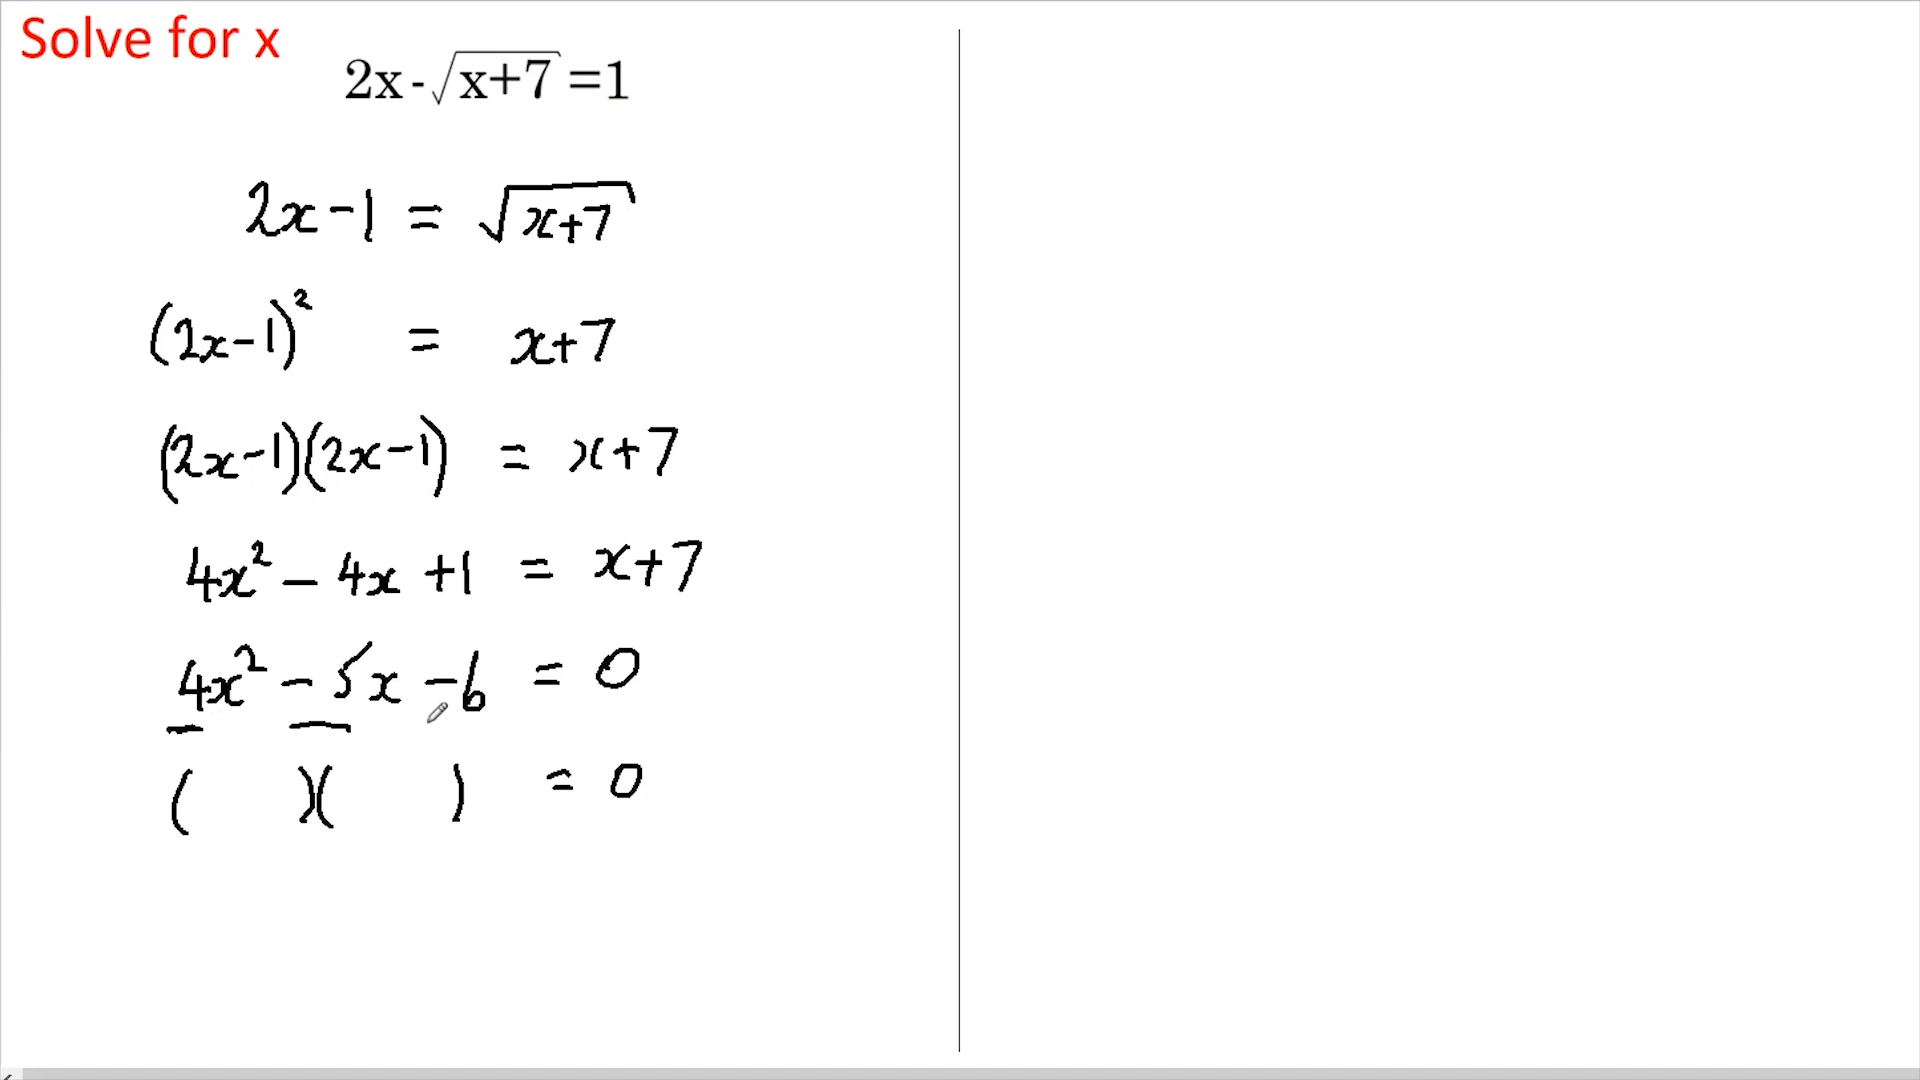 Solve for x
2x-√x+7=1
2x-1 = √x+7
(2x-1)² = x+7
(2x-1)(2x-1) = x+7
4x² - 4x +1 = x+7
4x² - 5x -6 = 0
( )( ) = 0